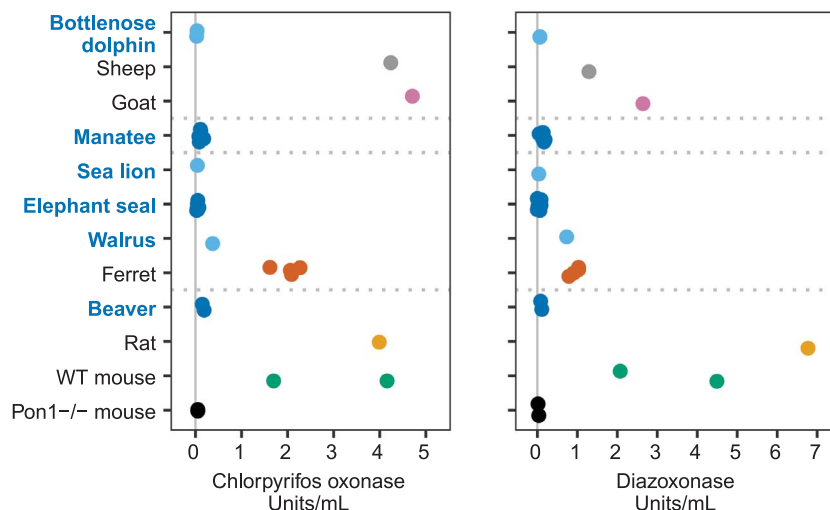 Bottlenose
dolphin
Sheep
Goat
Manatee
Sea lion
Elephant seal
Walrus
Ferret
Beaver
Rat
WT mouse
Pon1−/− mouse
0 1 2 3 4 5
Chlorpyrifos oxonase
Units/mL
0 1 2 3 4 5 6 7
Diazoxonase
Units/mL